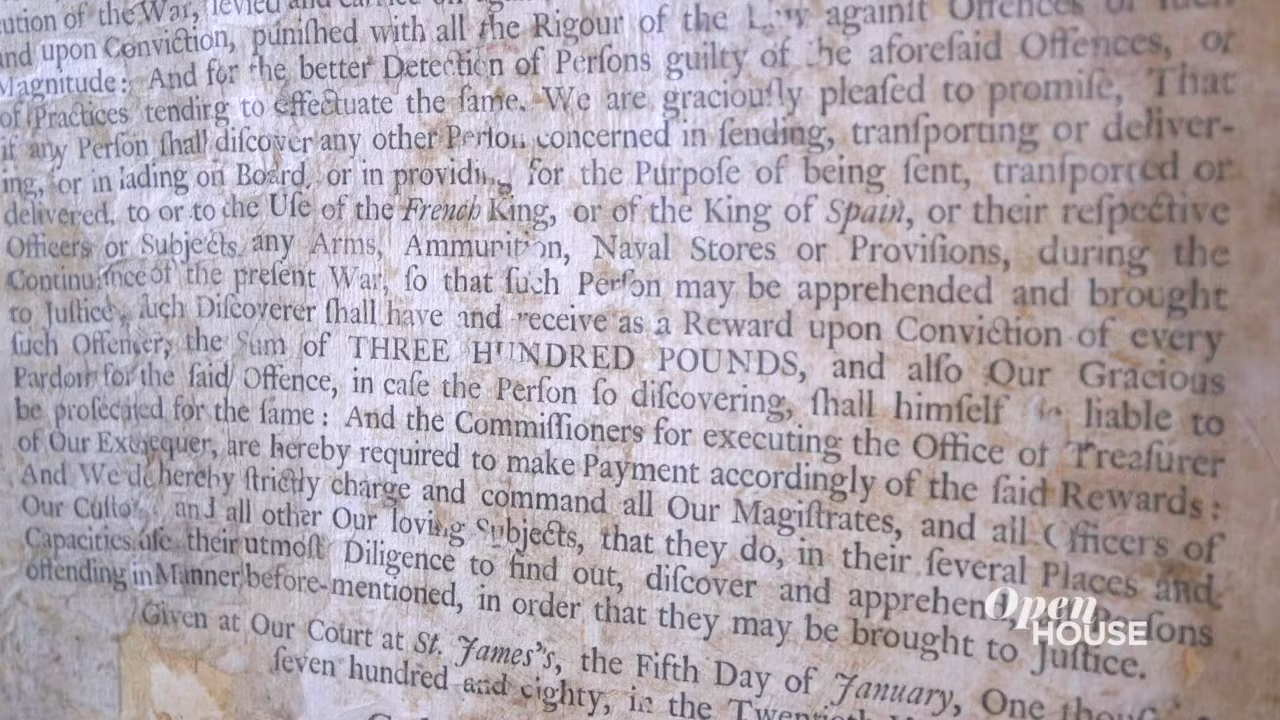 ution of the War, levied and carried on
and upon Conviction, puniſhed with all the Rigour of the Law againſt Offences of ſuch
Magnitude: And for the better Detection of Perſons guilty of the aforeſaid Offences, or
of Practices tending to effectuate the ſame. We are graciouſly pleaſed to promiſe, That
if any Perſon ſhall diſcover any other Perſon concerned in ſending, tranſporting or deliver-
ing, or in lading on Board, or in providing for the Purpoſe of being ſent, tranſported or
delivered, to or to the Uſe of the French King, or of the King of Spain, or their reſpective
Officers or Subjects any Arms, Ammunition, Naval Stores or Proviſions, during the
Continuance of the preſent War, ſo that ſuch Perſon may be apprehended and brought
to Juſtice, ſuch Diſcoverer ſhall have and receive as a Reward upon Conviction of every
ſuch Offender, the Sum of THREE HUNDRED POUNDS, and alſo Our Gracious
Pardon for the ſaid Offence, in caſe the Perſon ſo diſcovering, ſhall himſelf be liable to
be proſecuted for the ſame: And the Commiſſioners for executing the Office of Treaſurer
of Our Exchequer, are hereby required to make Payment accordingly of the ſaid Rewards:
And We do hereby ſtrictly charge and command all Our Magiſtrates, and all Officers of
Our Cuſtoms, and all other Our loving Subjects, that they do, in their ſeveral Places and
Capacities uſe their utmoſt Diligence to find out, diſcover and apprehend Perſons
offending in Manner before-mentioned, in order that they may be brought to Juſtice.
Given at Our Court at St. James's, the Fifth Day of January, One thouſ
ſeven hundred and eighty, in the Twentieth
Open
HOUSE